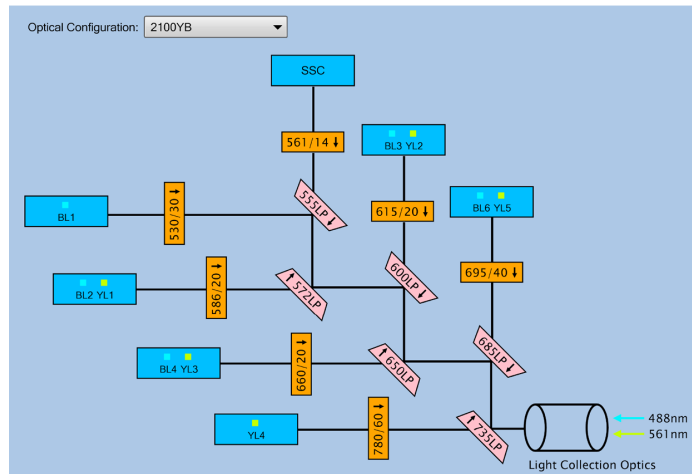 Optical Configuration: 2100YB
SSC
561/14
BL3 YL2
555LP
BL1
530/30
615/20
BL6 YL5
600LP
695/40
BL2 YL1
586/20
572LP
685LP
BL4 YL3
660/20
650LP
YL4
780/60
735LP
488nm
561nm
Light Collection Optics